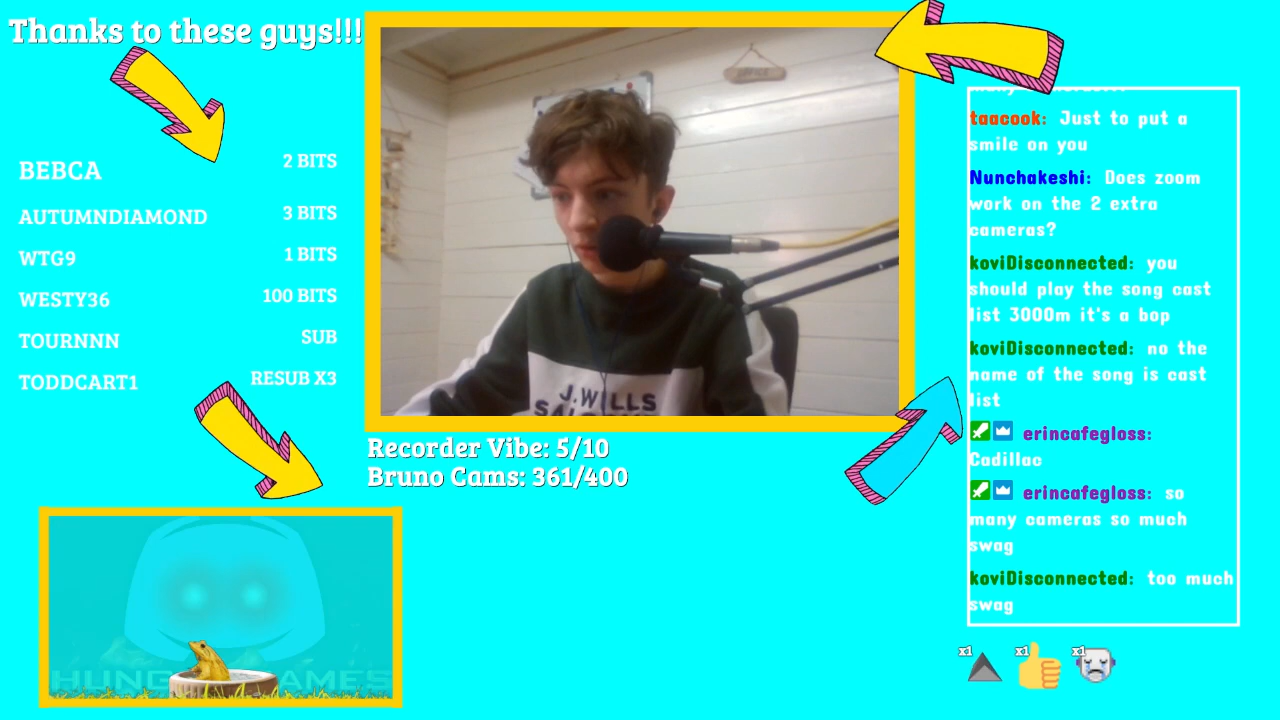 Thanks to these guys!!!
BEBCA 2 BITS
AUTUMNDIAMOND 3 BITS
WTG9 1 BITS
WESTY36 100 BITS
TOURNNN SUB
TODDCART1 RESUB X3
J.WILLS
Recorder Vibe: 5/10
Bruno Cams: 361/400
taacook: Just to put a
smile on you
Nunchakeshi: Does zoom
work on the 2 extra
cameras?
koviDisconnected: you
should play the song cast
list 3000m it's a bop
koviDisconnected: no the
name of the song is cast
list
erincafegloss:
Cadillac
erincafegloss: so
many cameras so much
swag
koviDisconnected: too much
swag
x1 x1 x1